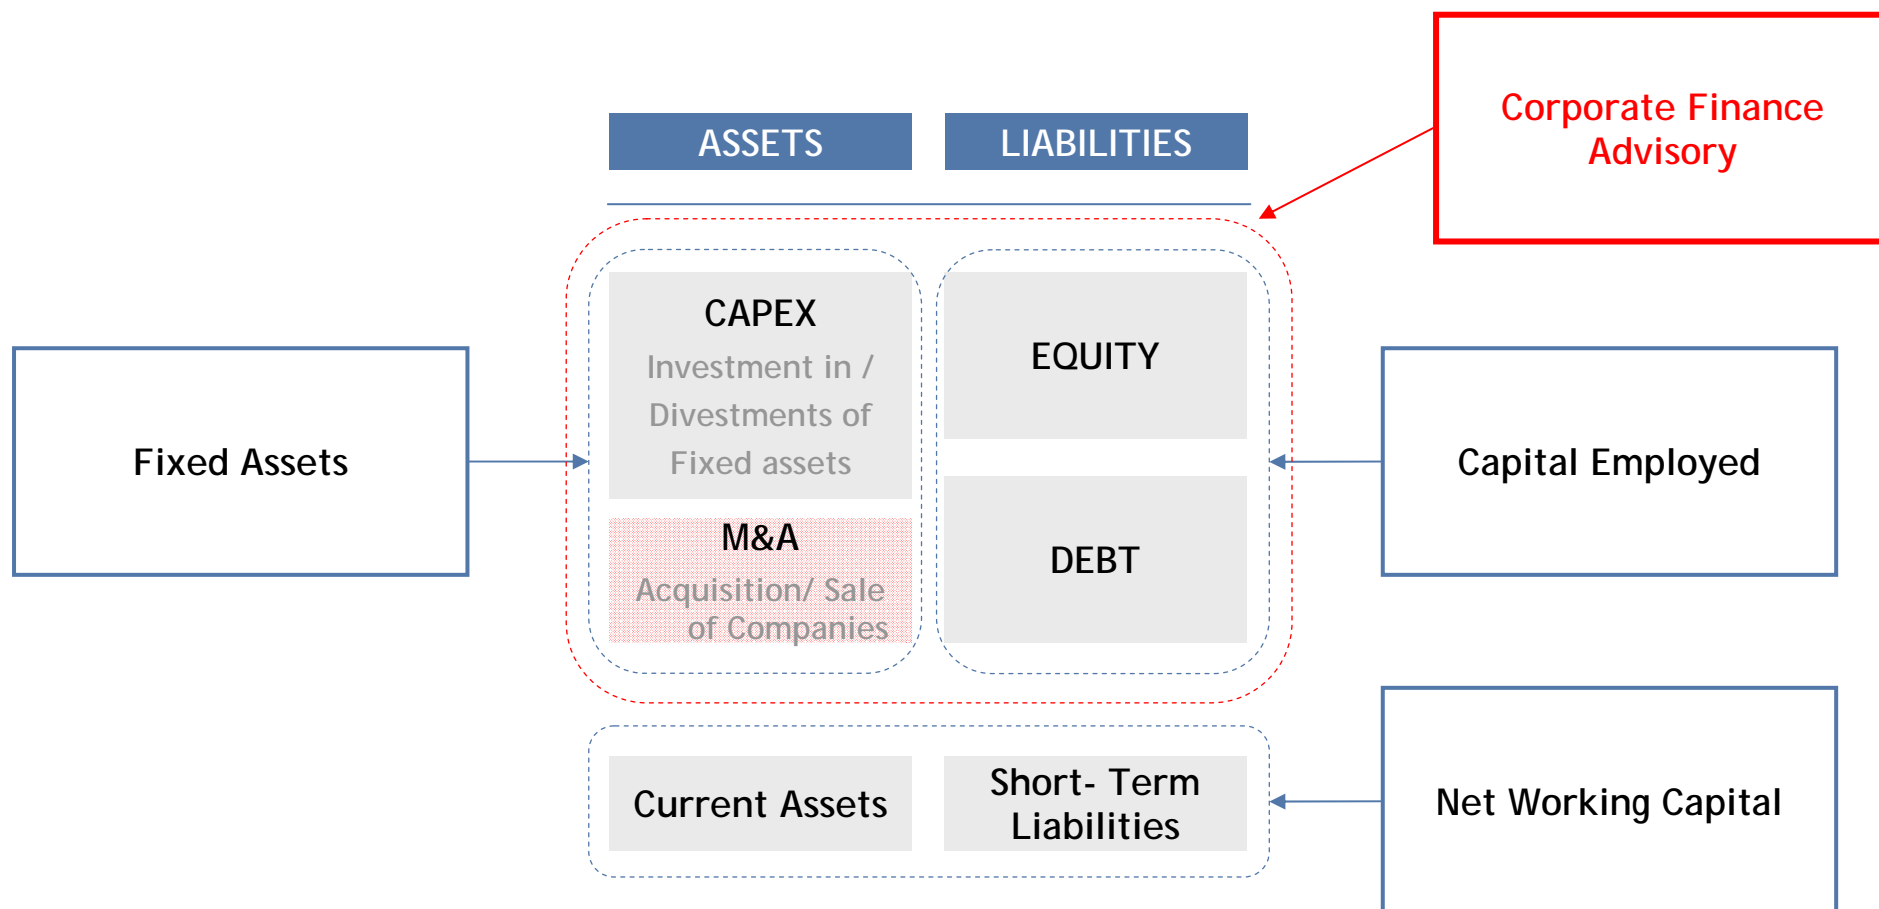 Corporate Finance
Advisory
ASSETS
LIABILITIES
CAPEX
Investment in /
Divestments of
Fixed assets
EQUITY
Fixed Assets
Capital Employed
M&A
Acquisition/ Sale
of Companies
DEBT
Current Assets
Short- Term
Liabilities
Net Working Capital